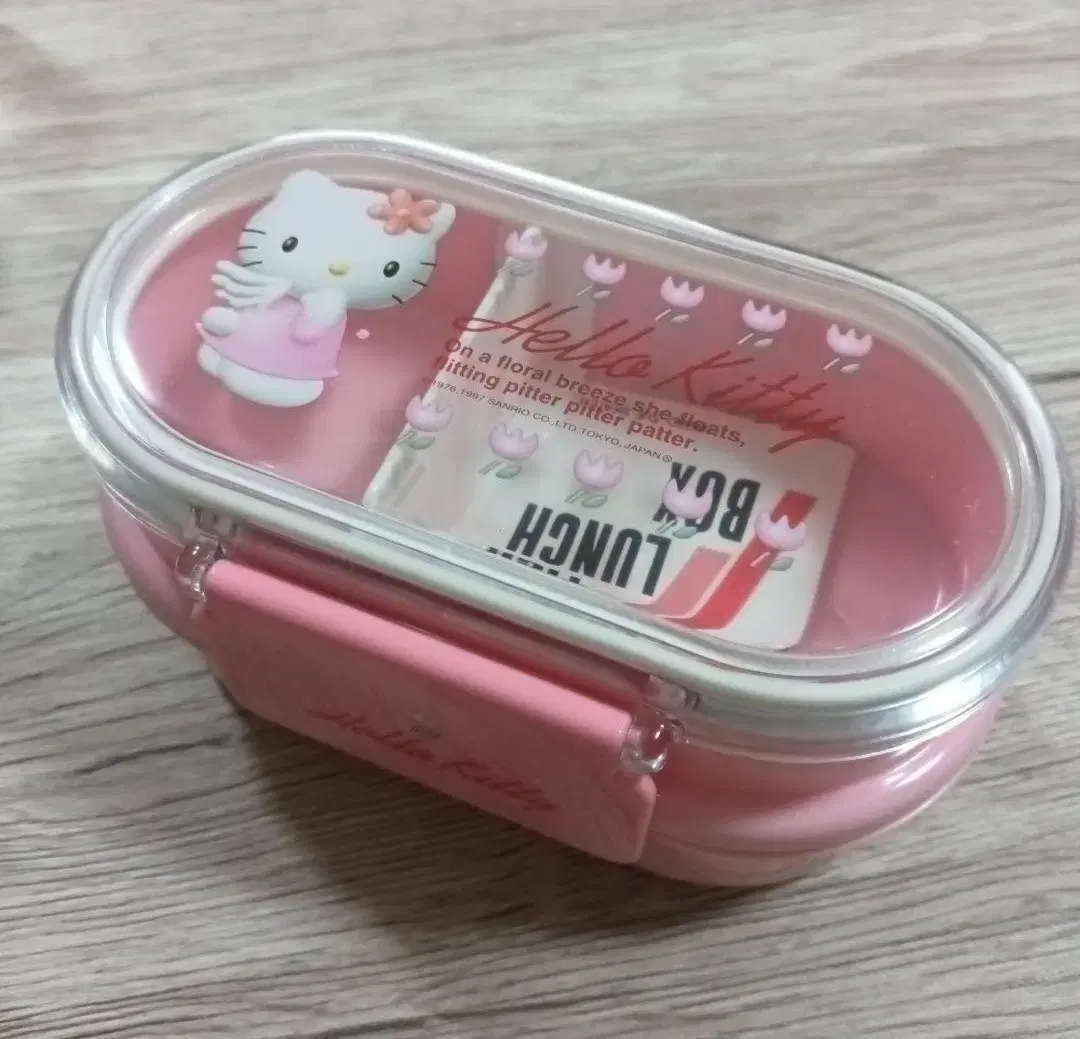 Hello Kitty
On a floral breeze she floats,
flitting pitter pitter patter.
©1976,1997 SANRIO CO.,LTD.TOKYO,JAPAN®
LUNCH
BOX
Hello Kitty